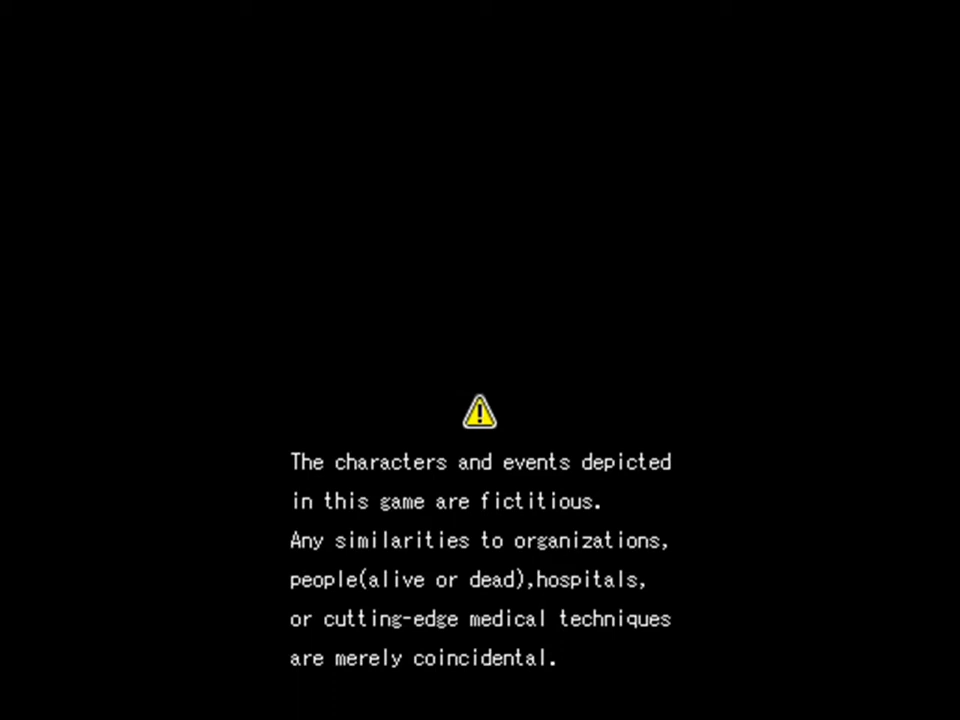 The characters and events depicted
in this game are fictitious.
Any similarities to organizations,
people(alive or dead),hospitals,
or cutting-edge medical techniques
are merely coincidental.